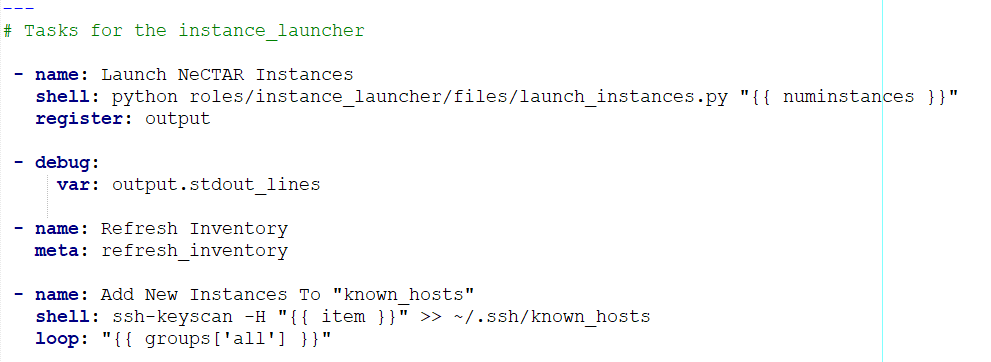 ---
# Tasks for the instance_launcher
- name: Launch NeCTAR Instances
shell: python roles/instance_launcher/files/launch_instances.py "{{ numinstances }}"
register: output
- debug:
var: output.stdout_lines
- name: Refresh Inventory
meta: refresh_inventory
- name: Add New Instances To "known_hosts"
shell: ssh-keyscan -H "{{ item }}" >> ~/.ssh/known_hosts
loop: "{{ groups['all'] }}"